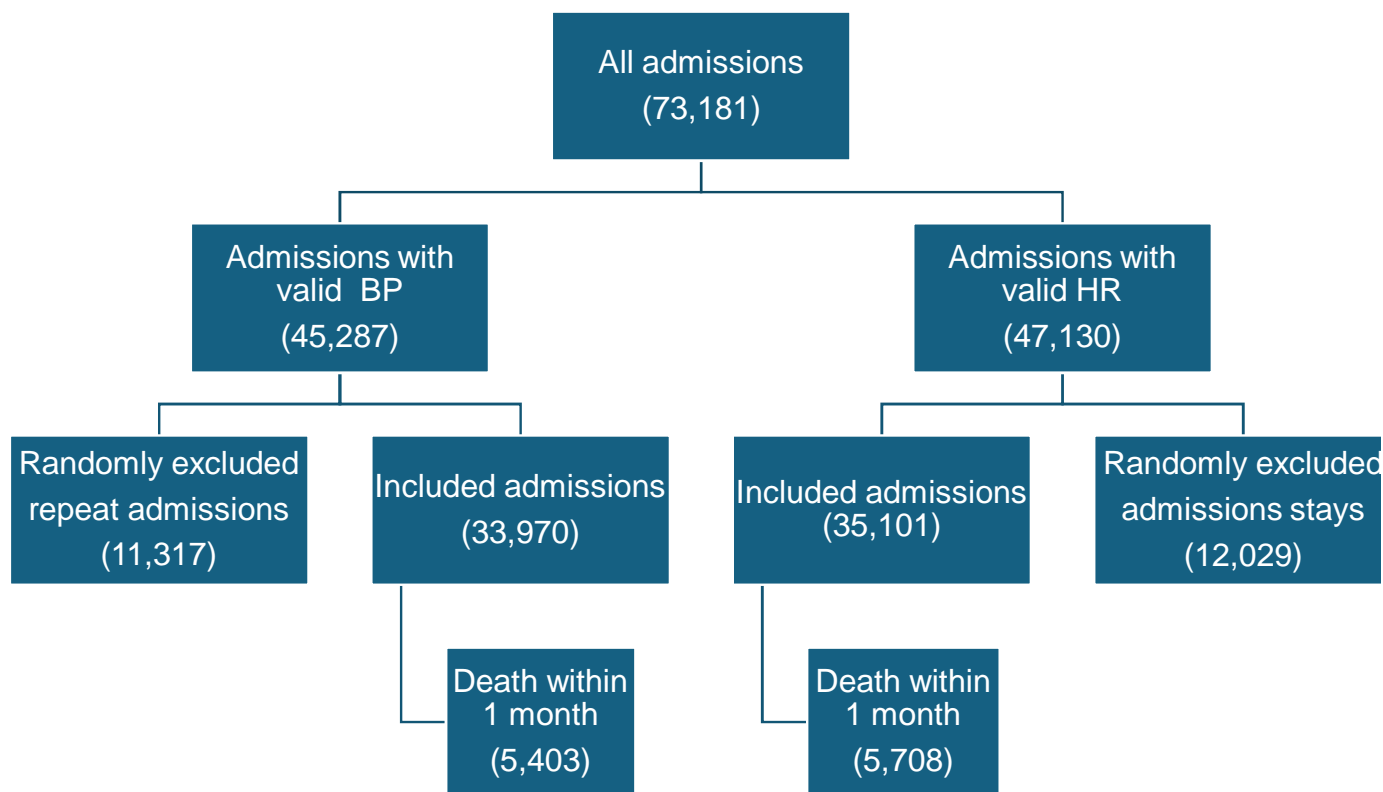 All admissions
(73,181)
Admissions with
valid  BP
(45,287)
Admissions with
valid HR
(47,130)
Randomly excluded
repeat admissions
(11,317)
Included admissions
(33,970)
Included admissions
(35,101)
Randomly excluded
admissions stays
(12,029)
Death within
1 month
(5,403)
Death within
1 month
(5,708)